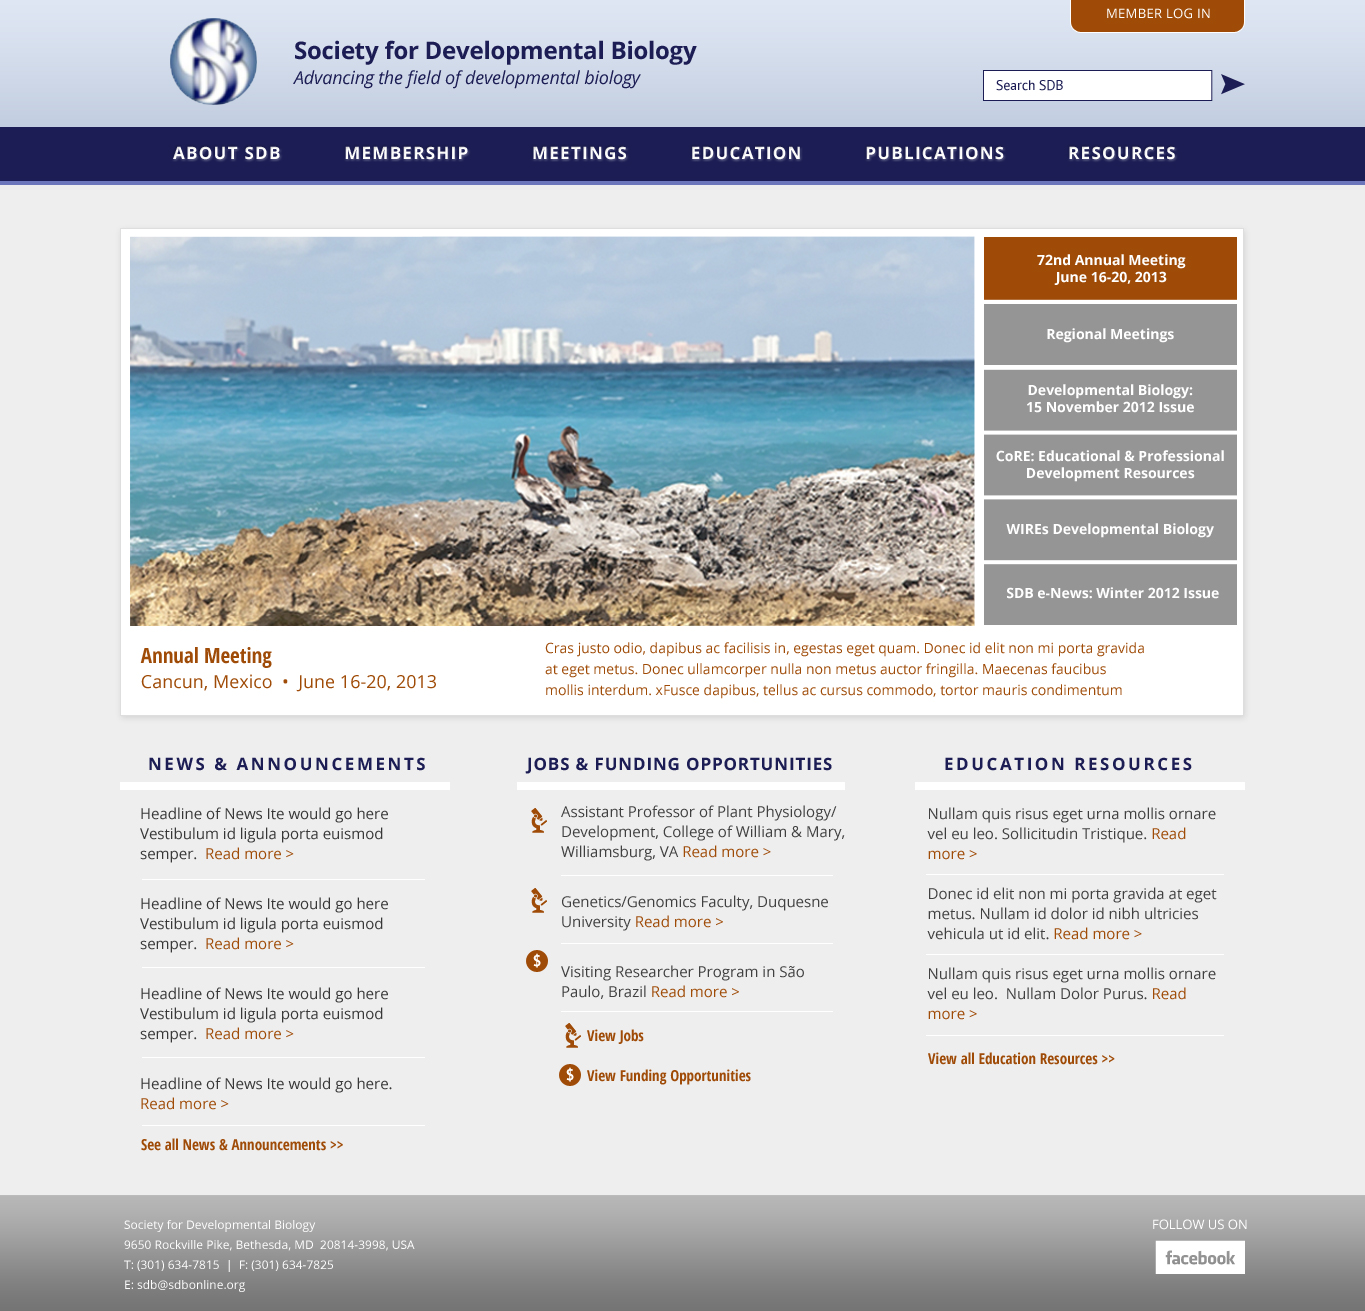 MEMBER LOG IN
SDB
Society for Developmental Biology
Advancing the field of developmental biology
Search SDB
ABOUT SDB
MEMBERSHIP
MEETINGS
EDUCATION
PUBLICATIONS
RESOURCES
72nd Annual Meeting
June 16-20, 2013
Regional Meetings
Developmental Biology:
15 November 2012 Issue
CoRE: Educational & Professional
Development Resources
WIREs Developmental Biology
SDB e-News: Winter 2012 Issue
Annual Meeting
Cancun, Mexico • June 16-20, 2013
Cras justo odio, dapibus ac facilisis in, egestas eget quam. Donec id elit non mi porta gravida
at eget metus. Donec ullamcorper nulla non metus auctor fringilla. Maecenas faucibus
mollis interdum. xFusce dapibus, tellus ac cursus commodo, tortor mauris condimentum
NEWS & ANNOUNCEMENTS
Headline of News Ite would go here
Vestibulum id ligula porta euismod
semper. Read more >
Headline of News Ite would go here
Vestibulum id ligula porta euismod
semper. Read more >
Headline of News Ite would go here
Vestibulum id ligula porta euismod
semper. Read more >
Headline of News Ite would go here.
Read more >
See all News & Announcements >>
JOBS & FUNDING OPPORTUNITIES
Assistant Professor of Plant Physiology/
Development, College of William & Mary,
Williamsburg, VA Read more >
Genetics/Genomics Faculty, Duquesne
University Read more >
$
Visiting Researcher Program in São
Paulo, Brazil Read more >
View Jobs
$ View Funding Opportunities
EDUCATION RESOURCES
Nullam quis risus eget urna mollis ornare
vel eu leo. Sollicitudin Tristique. Read
more >
Donec id elit non mi porta gravida at eget
metus. Nullam id dolor id nibh ultricies
vehicula ut id elit. Read more >
Nullam quis risus eget urna mollis ornare
vel eu leo. Nullam Dolor Purus. Read
more >
View all Education Resources >>
Society for Developmental Biology
9650 Rockville Pike, Bethesda, MD 20814-3998, USA
T: (301) 634-7815 | F: (301) 634-7825
E: sdb@sdbonline.org
FOLLOW US ON
facebook